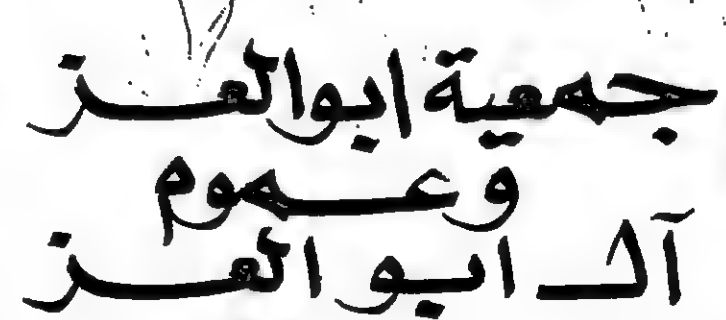 جمعية ابوالعز
وعموم
آل ابو العز